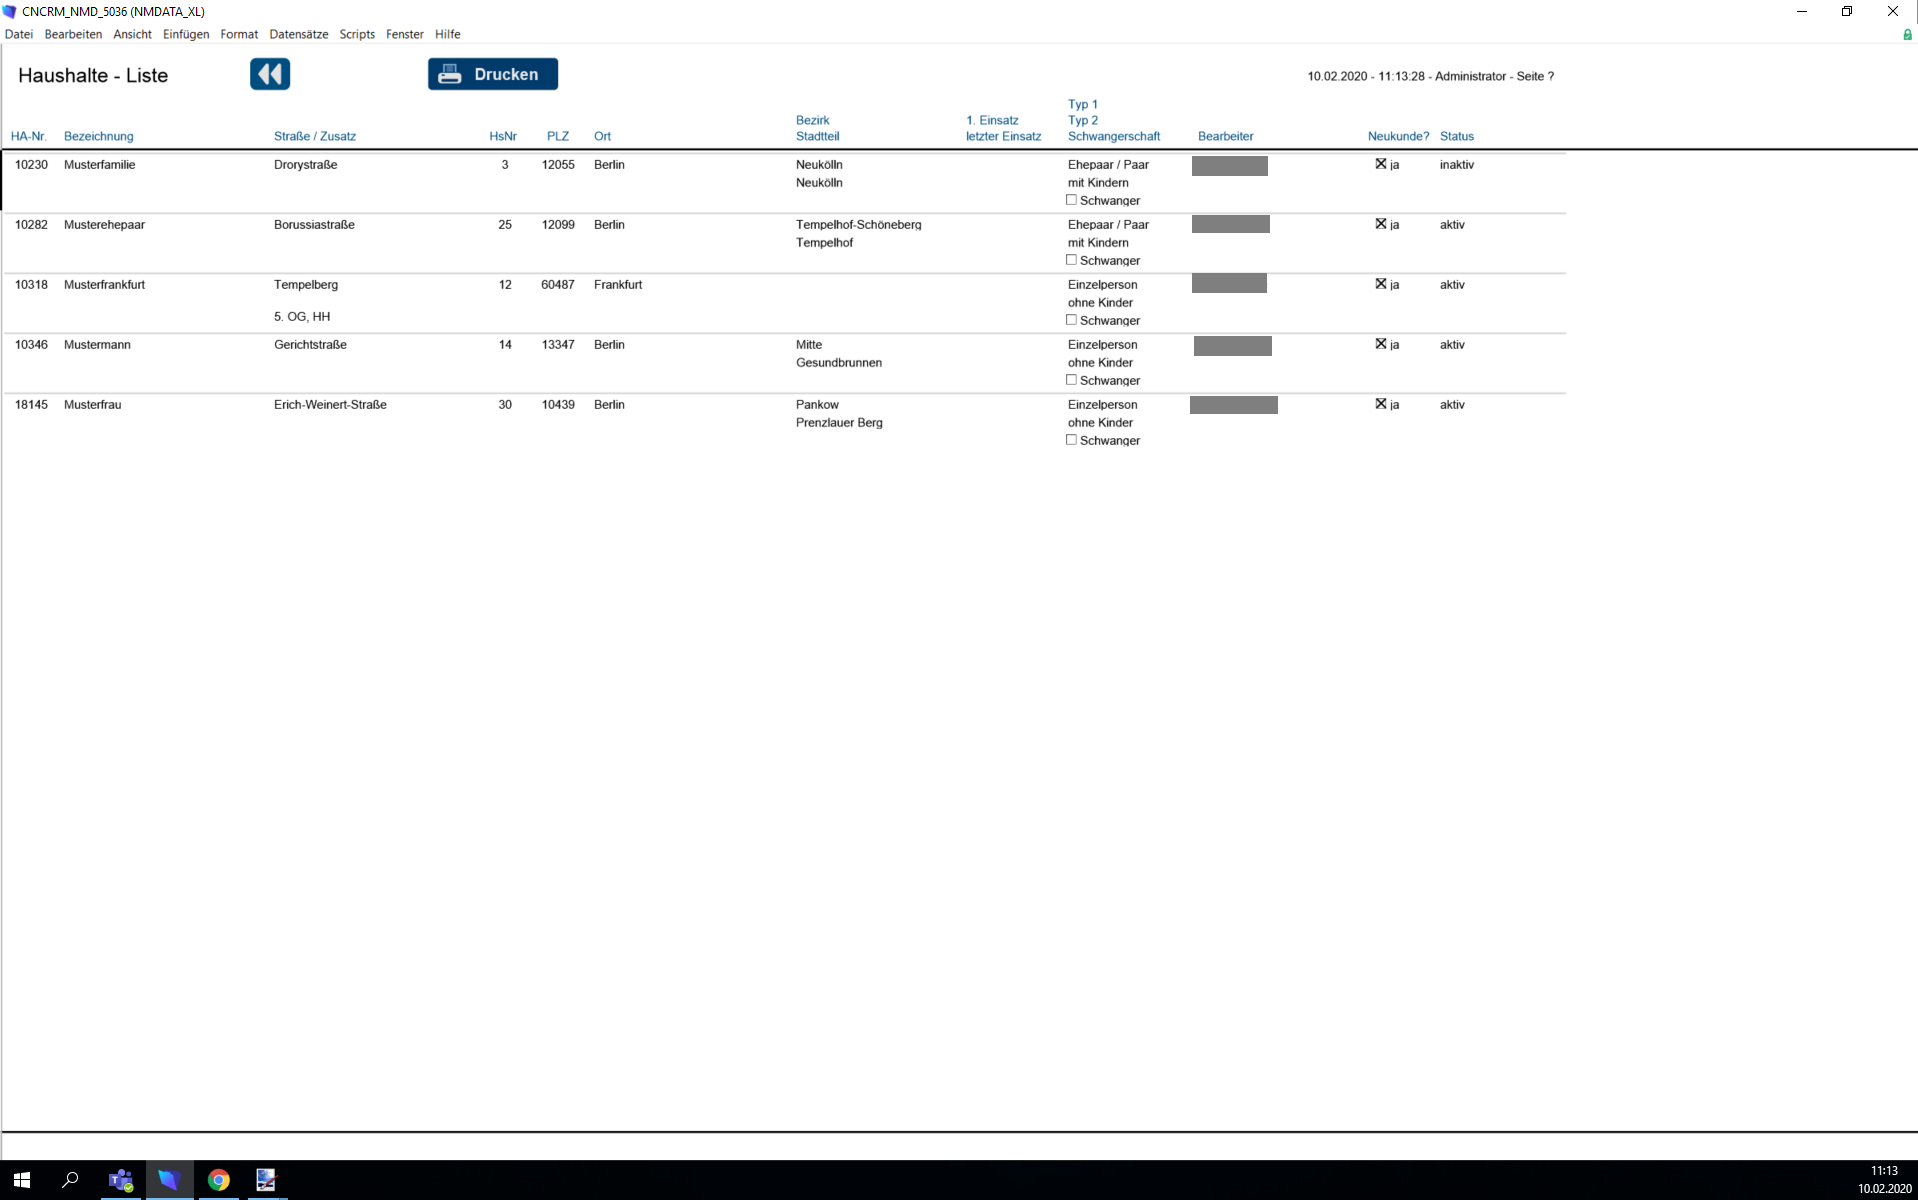 CNCRM_NMD_5036 (NMDATA_XL)
Datei Bearbeiten Ansicht Einfügen Format Datensätze Scripts Fenster Hilfe
Haushalte - Liste
Drucken
10.02.2020 - 11:13:28 - Administrator - Seite ?
Typ 1
Bezirk 1. Einsatz Typ 2
HA-Nr. Bezeichnung Straße / Zusatz HsNr PLZ Ort Stadtteil letzter Einsatz Schwangerschaft Bearbeiter Neukunde? Status
10230 Musterfamilie Drorystraße 3 12055 Berlin Neukölln Ehepaar / Paar ja inaktiv
Neukölln mit Kindern
Schwanger
10282 Musterehepaar Borussiastraße 25 12099 Berlin Tempelhof-Schöneberg Ehepaar / Paar ja aktiv
Tempelhof mit Kindern
Schwanger
10318 Musterfrankfurt Tempelberg 12 60487 Frankfurt Einzelperson ja aktiv
ohne Kinder
5. OG, HH Schwanger
10346 Mustermann Gerichtstraße 14 13347 Berlin Mitte Einzelperson ja aktiv
Gesundbrunnen ohne Kinder
Schwanger
18145 Musterfrau Erich-Weinert-Straße 30 10439 Berlin Pankow Einzelperson ja aktiv
Prenzlauer Berg ohne Kinder
Schwanger
11:13
10.02.2020